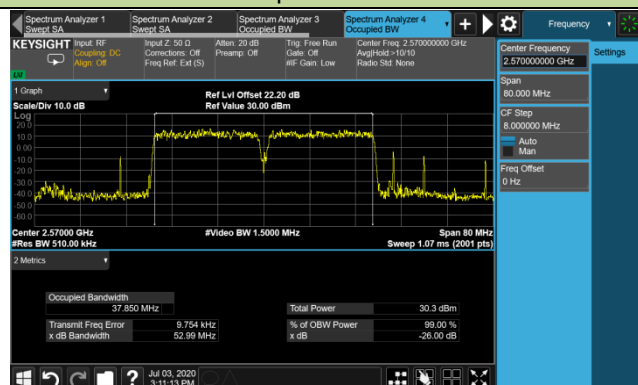 Spectrum Analyzer 1
Swept SA
Spectrum Analyzer 2
Swept SA
Spectrum Analyzer 3
Occupied BW
Spectrum Analyzer 4
Occupied BW
Frequency
KEYSIGHT
Input: RF
Coupling: DC
Align: Off
Input Z: 50 Ω
Corrections: Off
Freq Ref: Ext (S)
Atten: 20 dB
Preamp: Off
Trig: Free Run
Gate: Off
#IF Gain: Low
Center Freq: 2.570000000 GHz
Avg|Hold:>10/10
Radio Std: None
LXI
Center Frequency
2.570000000 GHz
Settings
Span
80.000 MHz
CF Step
8.000000 MHz
Auto
Man
Freq Offset
0 Hz
1 Graph
Scale/Div 10.0 dB
Ref Lvl Offset 22.20 dB
Ref Value 30.00 dBm
Log
20.0
10.0
0.00
-10.0
-20.0
-30.0
-40.0
-50.0
-60.0
Center 2.57000 GHz
#Res BW 510.00 kHz
#Video BW 1.5000 MHz
Span 80 MHz
Sweep 1.07 ms (2001 pts)
2 Metrics
Occupied Bandwidth
37.850 MHz
Total Power 30.3 dBm
Transmit Freq Error 9.754 kHz
% of OBW Power 99.00 %
x dB Bandwidth 52.99 MHz
x dB -26.00 dB
Jul 03, 2020
3:11:13 PM